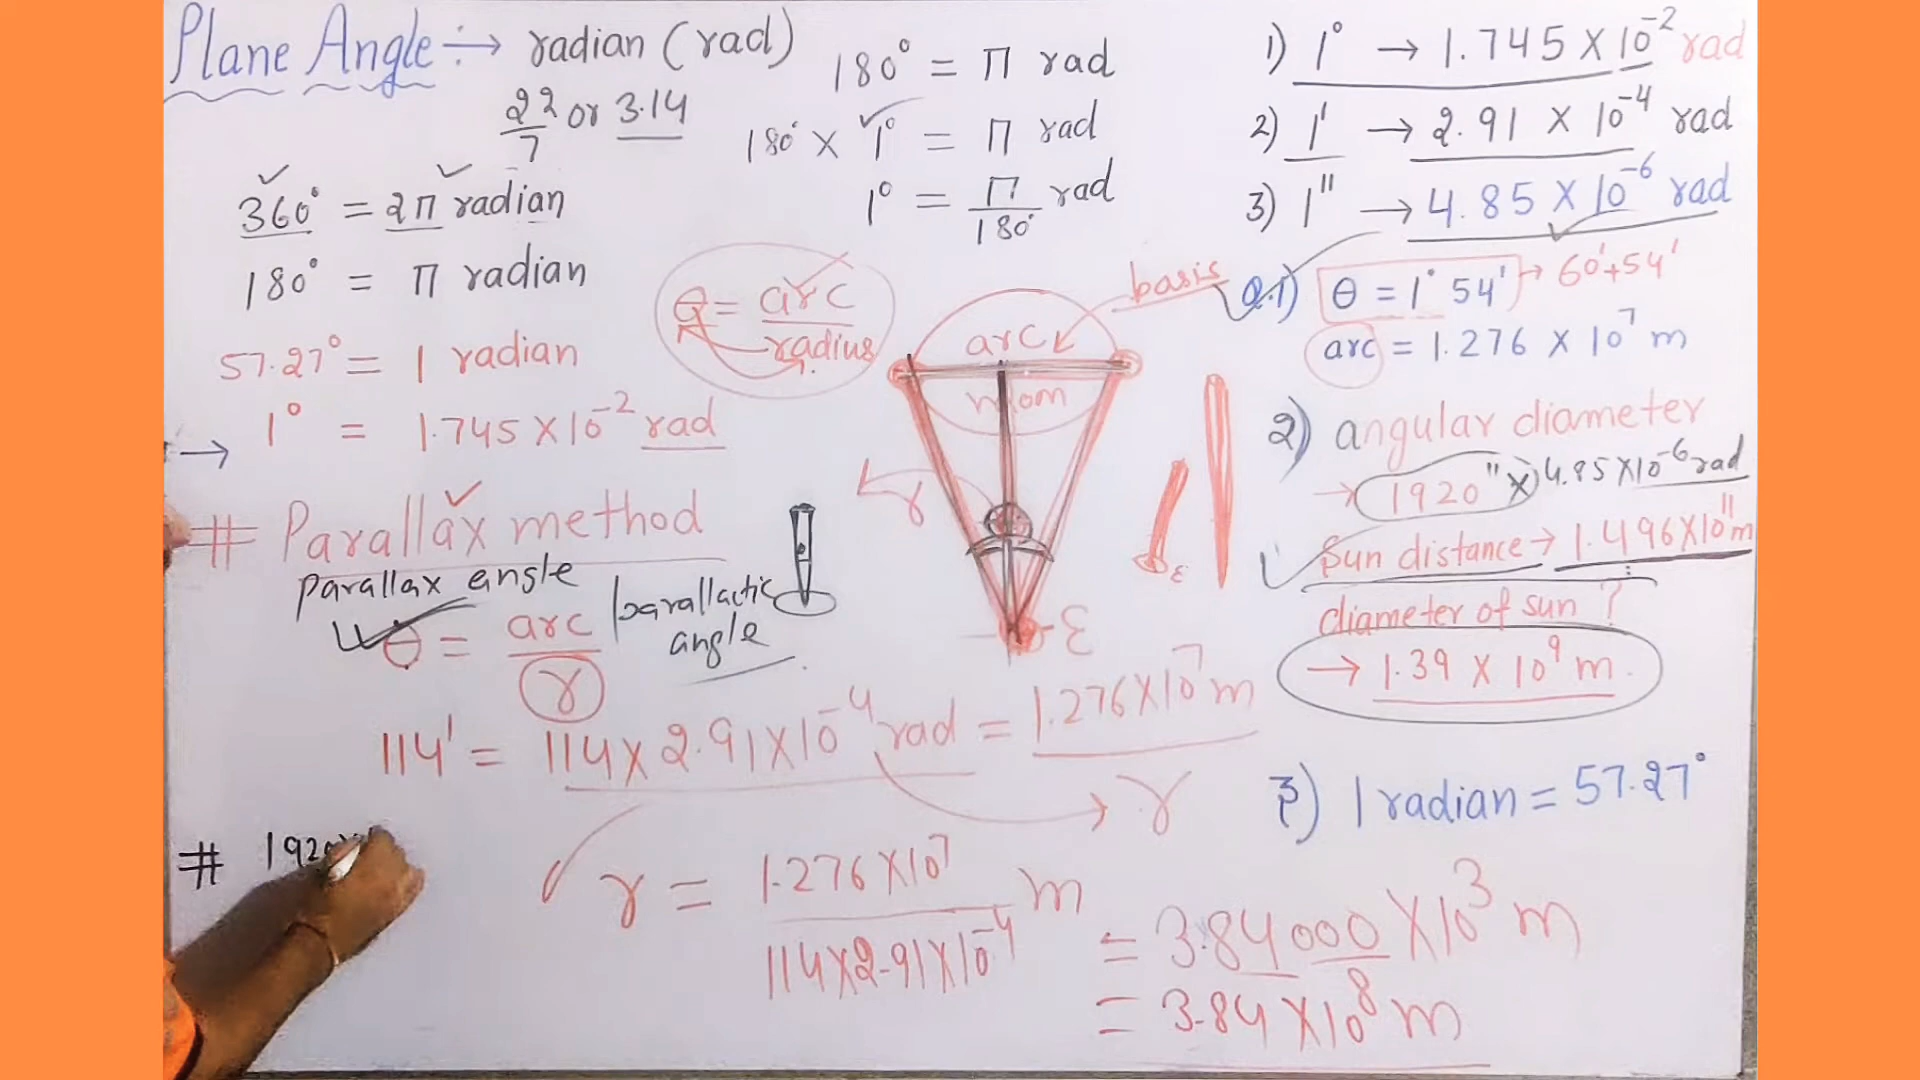 Plane Angle :→ radian (rad)
22/7 or 3.14
360° = 2π radian
180° = π radian
57.27° = 1 radian
→ 1° = 1.745 × 10⁻² rad
180° = π rad
180° × 1° = π rad
1° = π/180° rad
θ = arc/radius
1) 1° → 1.745 × 10⁻² rad
2) 1' → 2.91 × 10⁻⁴ rad
3) 1" → 4.85 × 10⁻⁶ rad
basis
arc
r
E
E
Q.1) θ = 1° 54' → 60'+54'
arc = 1.276 × 10⁷ m
2) angular diameter
→ 1920" × 4.85×10⁻⁶ rad
Sun distance → 1.496×10¹¹ m
diameter of sun ?
→ 1.39 × 10⁹ m.
3) 1 radian = 57.27°
# Parallax method
parallax angle
parallactic
angle
θ = arc/r
114' = 114 × 2.91×10⁻⁴ rad = 1.276×10⁷ m / r
r = 1.276×10⁷ / 114×2.91×10⁻⁴ m
= 3.84000 × 10³ m
= 3.84 × 10⁸ m
# 1920